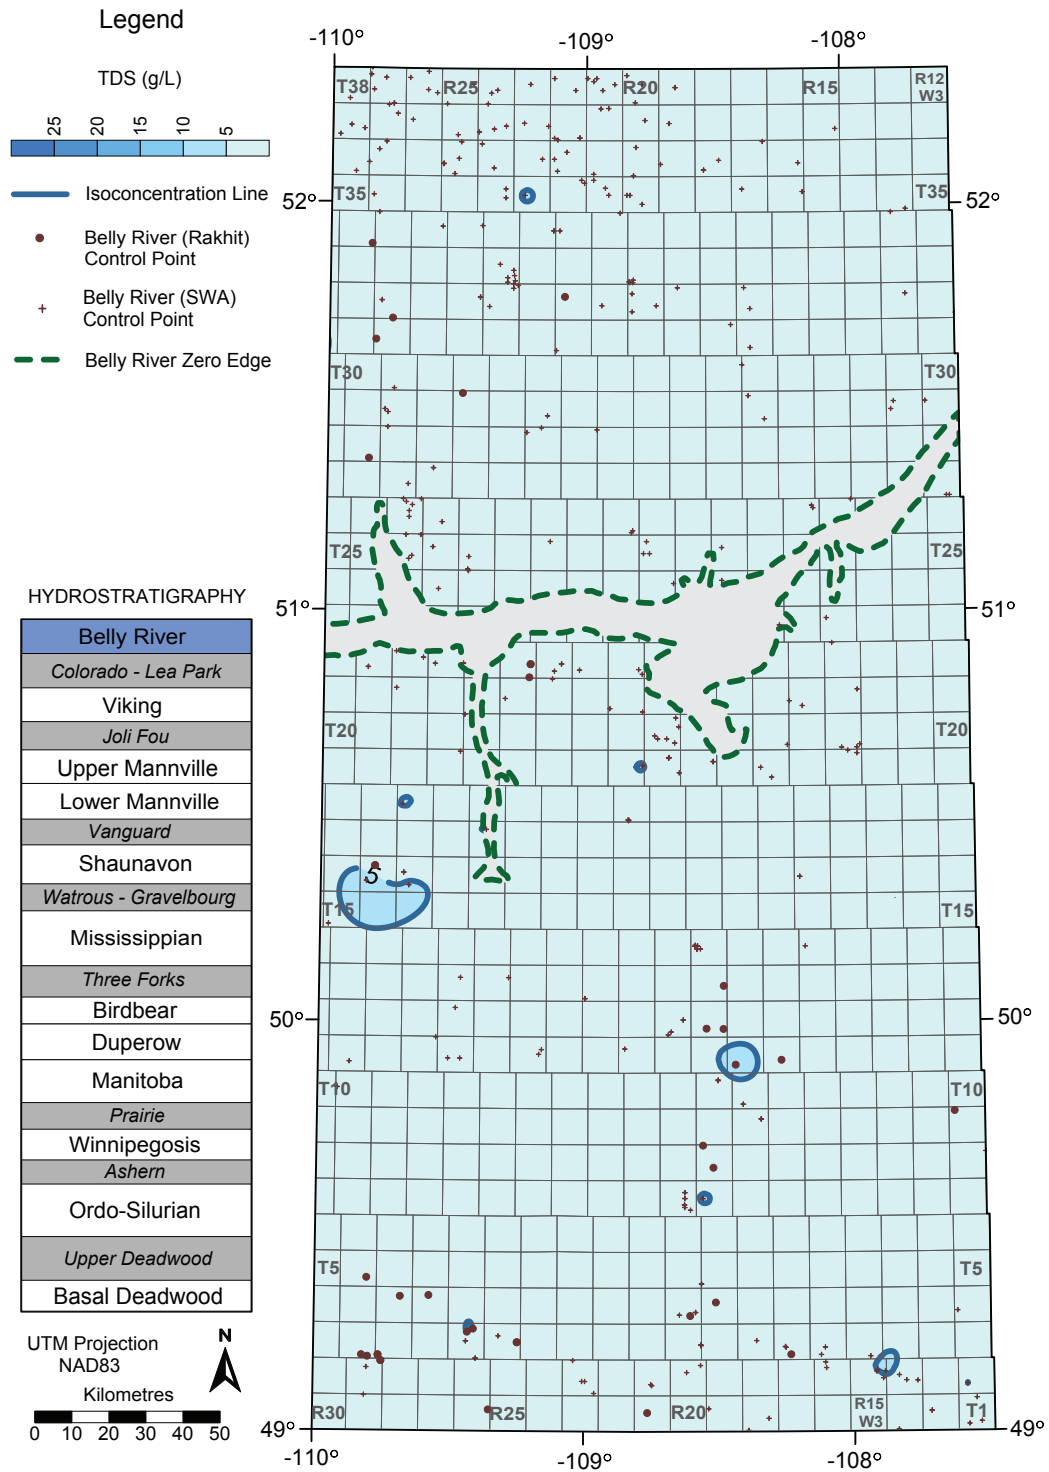 Legend
TDS (g/L)
25 20 15 10 5
Isoconcentration Line
Belly River (Rakhit)
Control Point
Belly River (SWA)
Control Point
Belly River Zero Edge
HYDROSTRATIGRAPHY
Belly River
Colorado - Lea Park
Viking
Joli Fou
Upper Mannville
Lower Mannville
Vanguard
Shaunavon
Watrous - Gravelbourg
Mississippian
Three Forks
Birdbear
Duperow
Manitoba
Prairie
Winnipegosis
Ashern
Ordo-Silurian
Upper Deadwood
Basal Deadwood
UTM Projection
NAD83
N
Kilometres
0 10 20 30 40 50
-110° -109° -108°
T38 R25 R20 R15 R12
W3
T35 T35
52° 52°
T30 T30
T25 T25
51° 51°
T20 T20
5
T15 T15
50° 50°
T10 T10
T5 T5
R30 R25 R20 R15
W3
T1
49° 49°
-110° -109° -108°